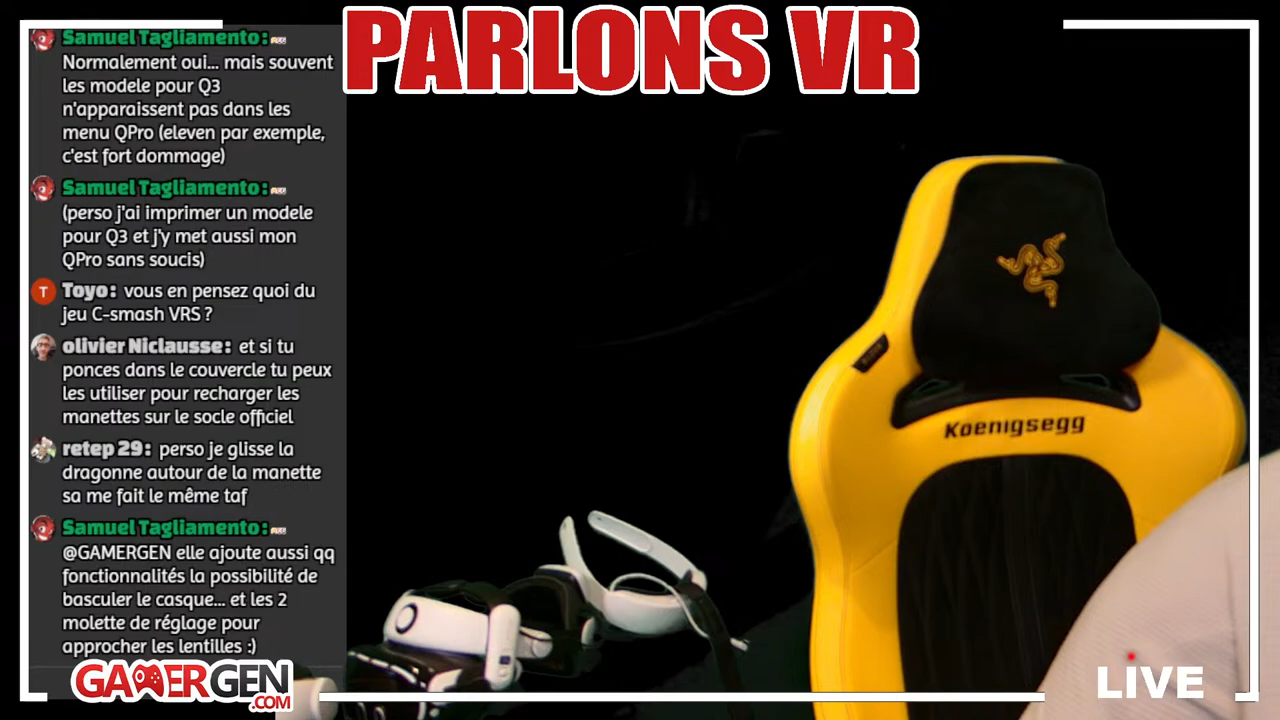 PARLONS VR
Samuel Tagliamento:
Normalement oui... mais souvent
les modele pour Q3
n'apparaissent pas dans les
menu QPro (eleven par exemple,
c'est fort dommage)
Samuel Tagliamento:
(perso j'ai imprimer un modele
pour Q3 et j'y met aussi mon
QPro sans soucis)
T
Toyo: vous en pensez quoi du
jeu C-smash VRS ?
olivier Niclausse: et si tu
ponces dans le couvercle tu peux
les utiliser pour recharger les
manettes sur le socle officiel
retep 29: perso je glisse la
dragonne autour de la manette
sa me fait le même taf
Samuel Tagliamento:
@GAMERGEN elle ajoute aussi qq
fonctionnalités la possibilité de
basculer le casque... et les 2
molette de réglage pour
approcher les lentilles :)
GAMERGEN
.COM
Koenigsegg
LIVE